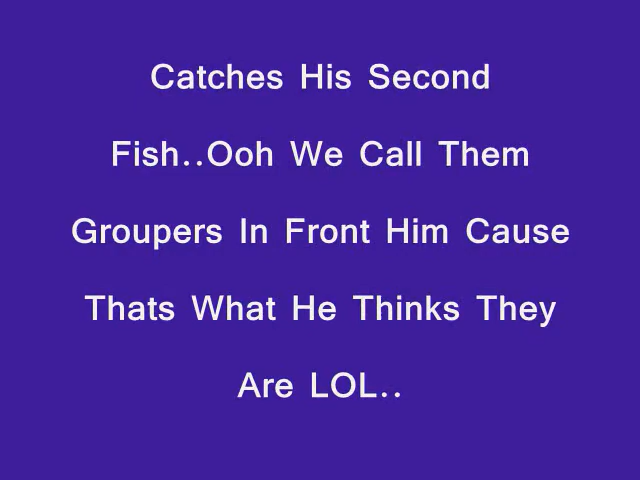 Catches His Second
Fish..Ooh We Call Them
Groupers In Front Him Cause
Thats What He Thinks They
Are LOL..